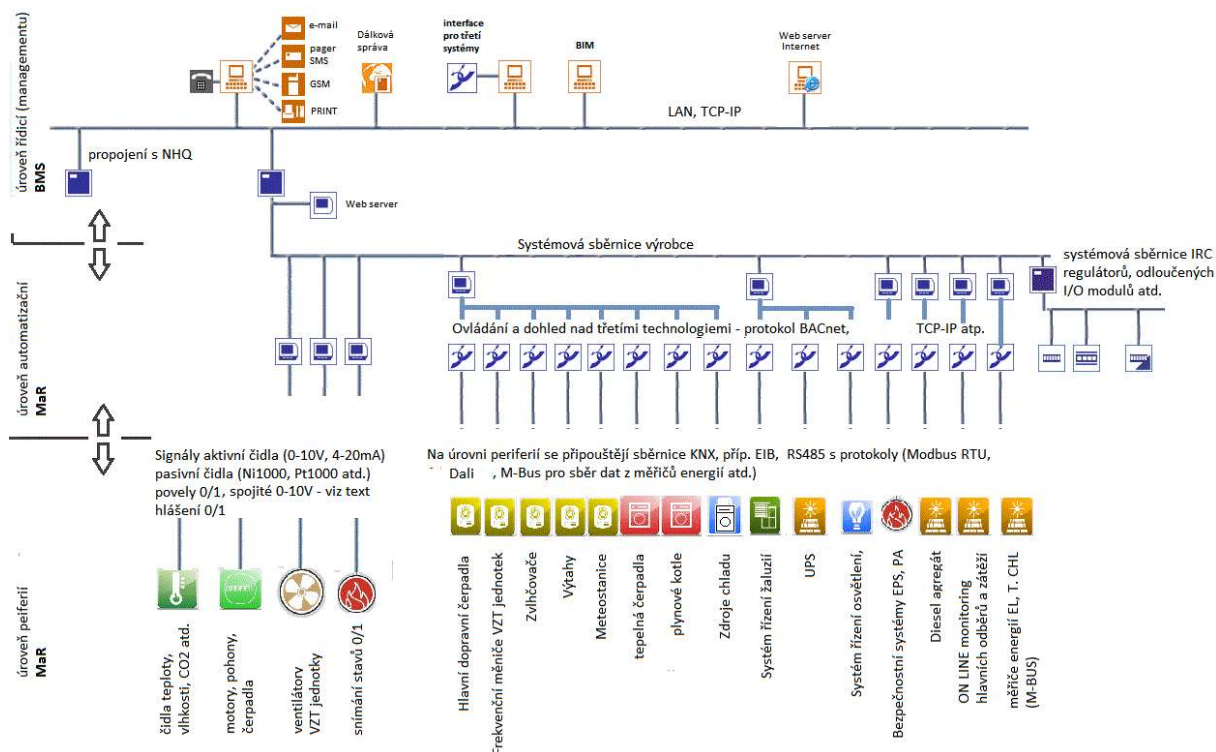 e-mail
pager
SMS
GSM
PRINT
Dálková
správa
interface
pro třetí
systémy
BIM
Web server
Internet
LAN, TCP-IP
úroveň řídicí (managementu)
BMS
propojení s NHQ
Web server
Systémová sběrnice výrobce
systémová sběrnice IRC
regulátorů, odloučených
I/O modulů atd.
úroveň automatizační
MaR
Ovládání a dohled nad třetími technologiemi - protokol BACnet,
TCP-IP atp.
Signály aktivní čidla (0-10V, 4-20mA)
pasivní čidla (Ni1000, Pt1000 atd.)
povely 0/1, spojité 0-10V - viz text
hlášení 0/1
Na úrovni periferií se připouštějí sběrnice KNX, příp. EIB, RS485 s protokoly (Modbus RTU,
Dali , M-Bus pro sběr dat z měřičů energií atd.)
úroveň peifierií
MaR
čidla teploty,
vlhkosti, CO2 atd.
motory, pohony,
čerpadla
ventilátory
VZT jednotky
snímání stavů 0/1
Hlavní dopravní čerpadla
Frekvenční měniče VZT jednotek
Zvlhčovače
Výtahy
Meteostanice
tepelná čerpadla
plynové kotle
Zdroje chladu
Systém řízení žaluzií
UPS
Systém řízení osvětlení,
Bezpečnostní systémy EPS, PA
Diesel agregát
ON LINE monitoring
hlavních odběrů a zátěží
měřiče energií EL, T. CHL
(M-BUS)